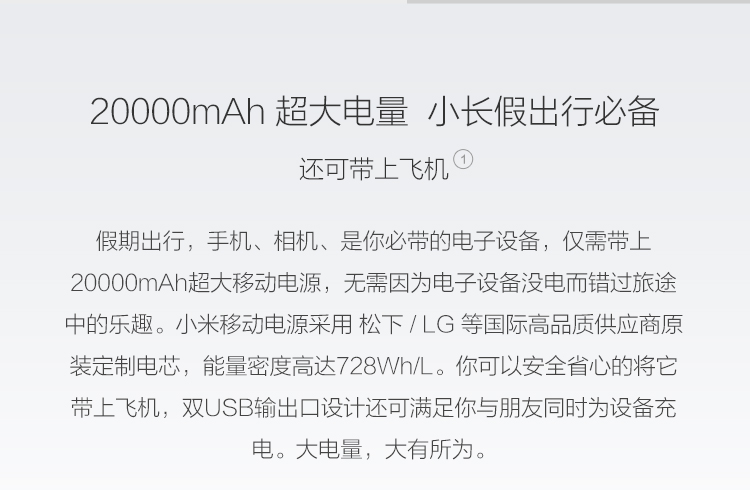 20000mAh 超大电量 小长假出行必备
还可带上飞机①
假期出行，手机、相机、是你必带的电子设备，仅需带上
20000mAh超大移动电源，无需因为电子设备没电而错过旅途
中的乐趣。小米移动电源采用 松下 / LG 等国际高品质供应商原
装定制电芯，能量密度高达728Wh/L。你可以安全省心的将它
带上飞机，双USB输出口设计还可满足你与朋友同时为设备充
电。大电量，大有所为。